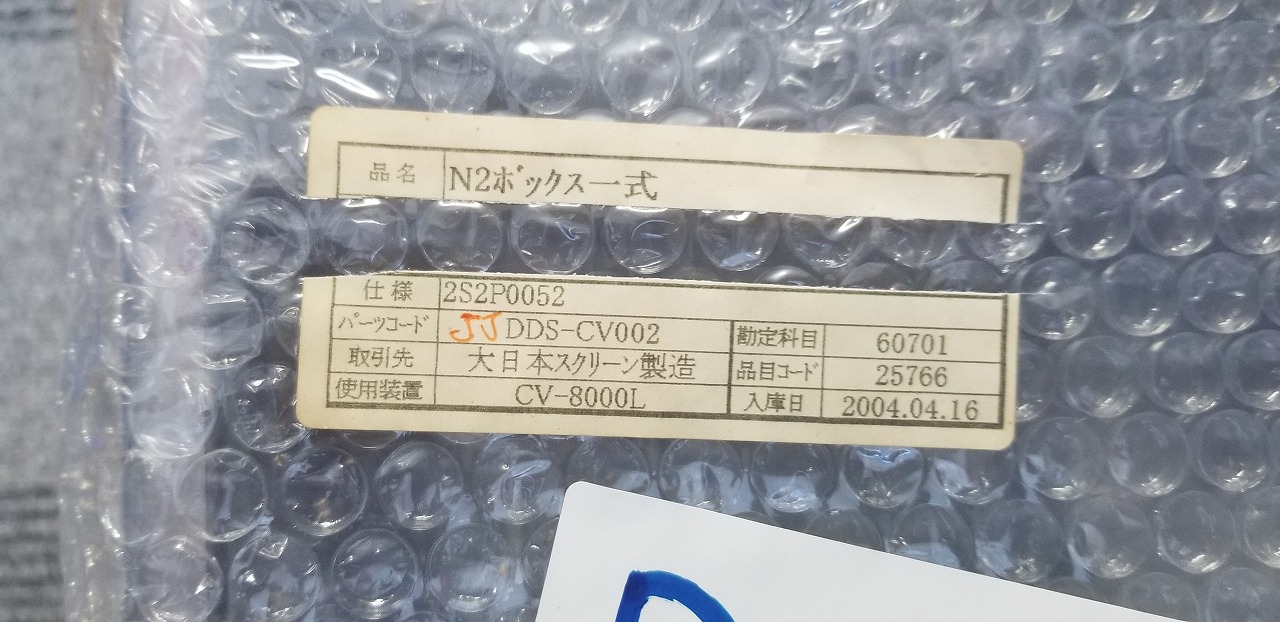 品名 N2ボックス一式
仕様 2S2P0052
パーツコード JJ DDS-CV002 勘定科目 60701
取引先 大日本スクリーン製造 品目コード 25766
使用装置 CV-8000L 入庫日 2004.04.16